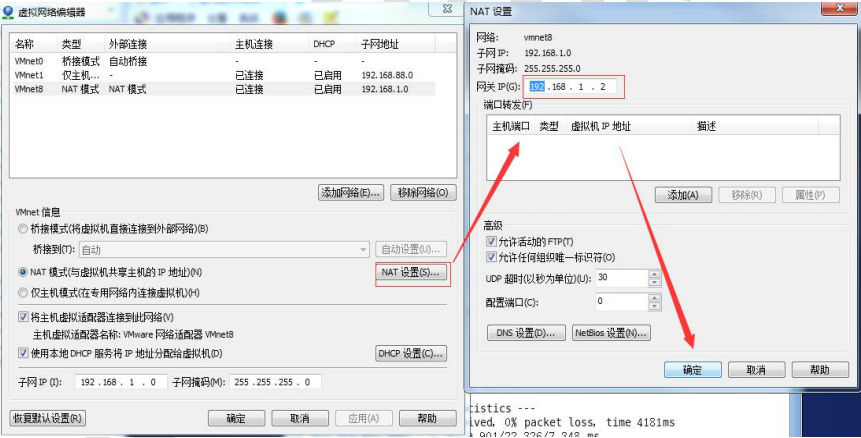 虚拟网络编辑器
名称 类型 外部连接 主机连接 DHCP 子网地址
VMnet0 桥接模式 自动桥接 - - -
VMnet1 仅主机... - 已连接 已启用 192.168.88.0
VMnet8 NAT 模式 NAT 模式 已连接 已启用 192.168.1.0
添加网络(E)... 移除网络(O)
VMnet 信息
桥接模式(将虚拟机直接连接到外部网络)(B)
桥接到(T): 自动 自动设置(U)...
NAT 模式(与虚拟机共享主机的 IP 地址)(N) NAT 设置(S)...
仅主机模式(在专用网络内连接虚拟机)(H)
将主机虚拟适配器连接到此网络(V)
主机虚拟适配器名称: VMware 网络适配器 VMnet8
使用本地 DHCP 服务将 IP 地址分配给虚拟机(D) DHCP 设置(C)...
子网 IP (I): 192 .168 . 1 . 0 子网掩码(M): 255 .255 .255 . 0
恢复默认设置(R) 确定 取消 应用(A) 帮助
NAT 设置
网络: vmnet8
子网 IP: 192.168.1.0
子网掩码: 255.255.255.0
网关 IP(G): 192 .168 . 1 . 2
端口转发(F)
主机端口 类型 虚拟机 IP 地址 描述
添加(A) 移除(R) 属性(P)
高级
允许活动的 FTP(T)
允许任何组织唯一标识符(O)
UDP 超时(以秒为单位)(U): 30
配置端口(C): 0
DNS 设置(D)... NetBios 设置(N)...
确定 取消 帮助
tistics ---
ived, 0% packet loss, time 4181ms
901/22.326/7.348 ms